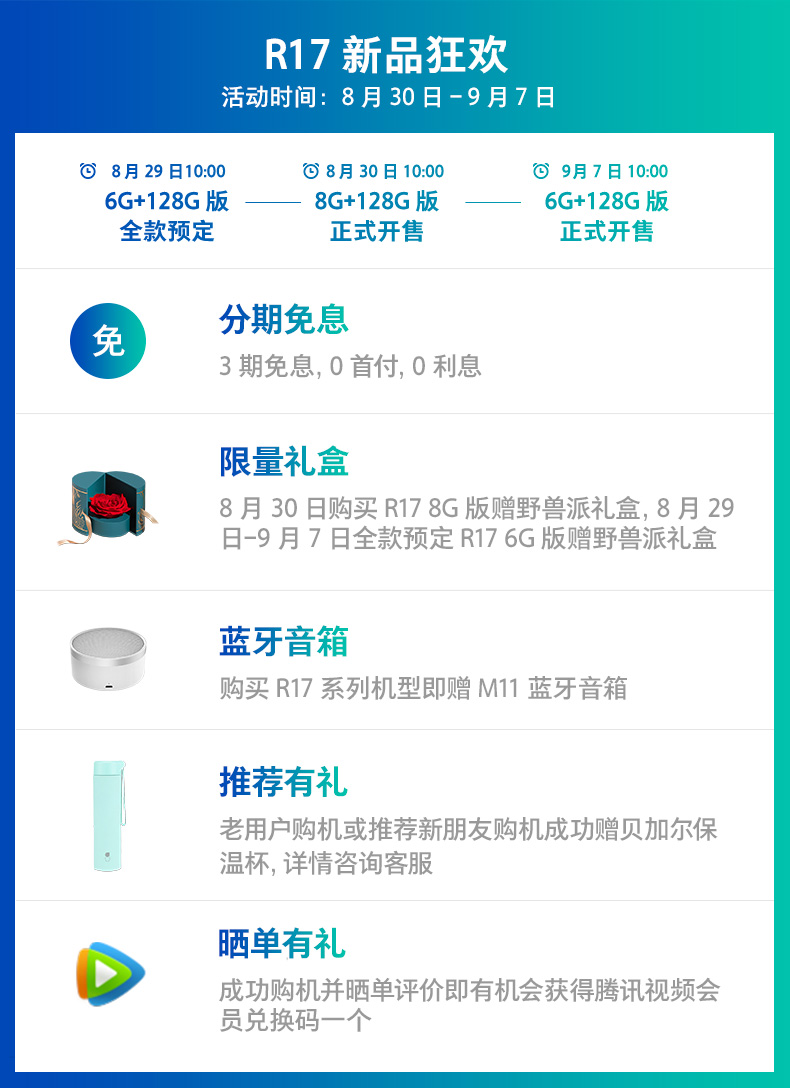 R17 新品狂欢
活动时间：8 月 30 日 – 9 月 7 日
8 月 29 日10:00
6G+128G 版
全款预定
8 月 30 日 10:00
8G+128G 版
正式开售
9月 7 日 10:00
6G+128G 版
正式开售
免
分期免息
3 期免息, 0 首付, 0 利息
限量礼盒
8 月 30 日购买 R17 8G 版赠野兽派礼盒, 8 月 29
日–9 月 7 日全款预定 R17 6G 版赠野兽派礼盒
蓝牙音箱
购买 R17 系列机型即赠 M11 蓝牙音箱
推荐有礼
老用户购机或推荐新朋友购机成功赠贝加尔保
温杯, 详情咨询客服
晒单有礼
成功购机并晒单评价即有机会获得腾讯视频会
员兑换码一个